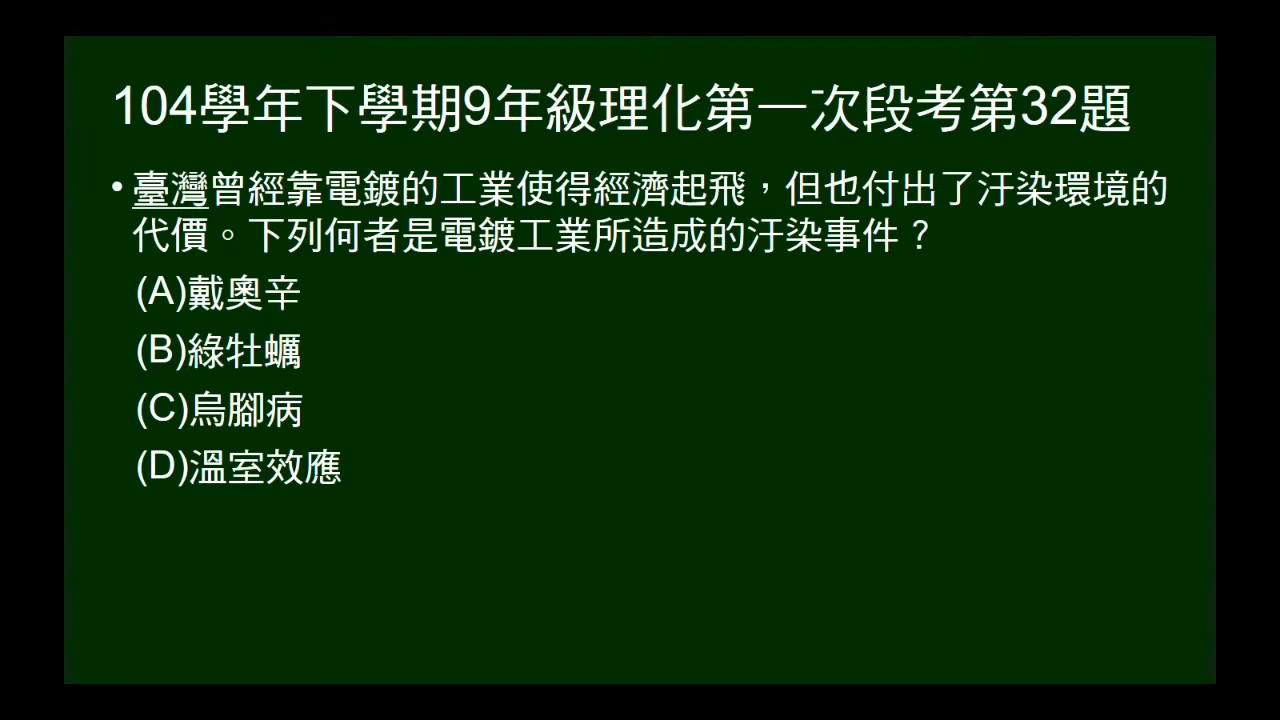 104學年下學期9年級理化第一次段考第32題
• 臺灣曾經靠電鍍的工業使得經濟起飛，但也付出了汙染環境的
代價。下列何者是電鍍工業所造成的汙染事件？
(A)戴奧辛
(B)綠牡蠣
(C)烏腳病
(D)溫室效應